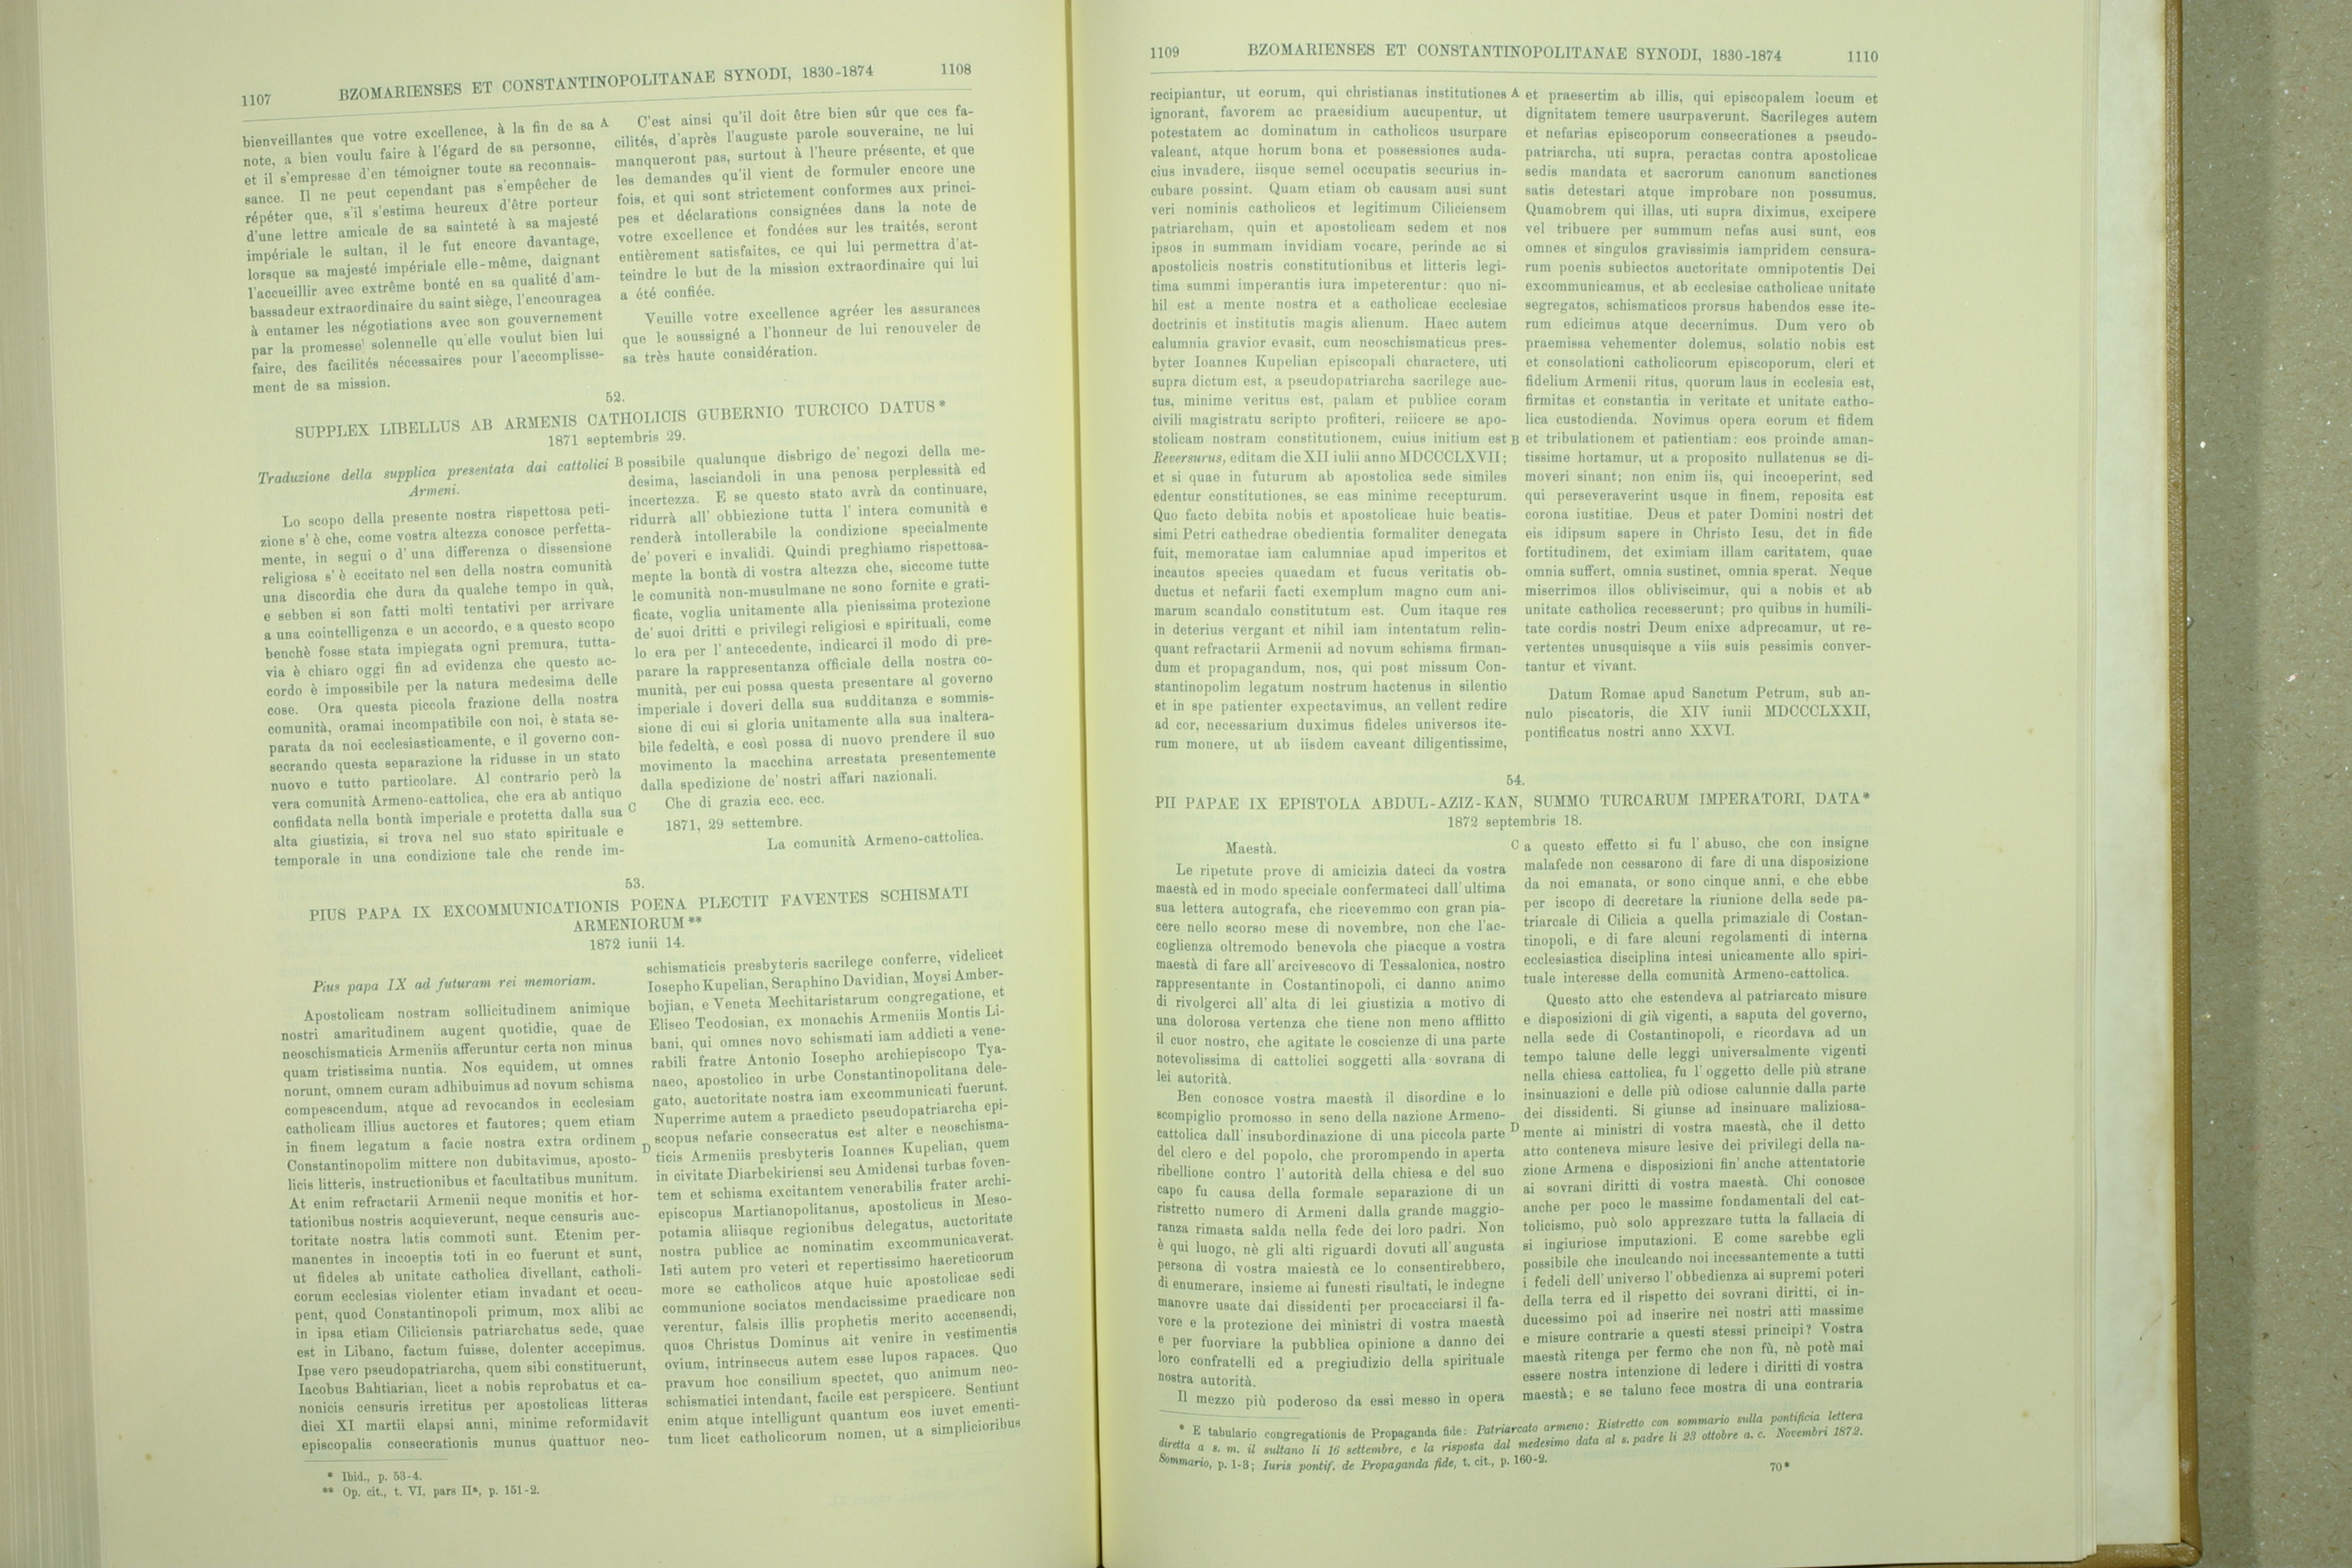 1107 BZOMARIENSES ET CONSTANTINOPOLITANAE SYNODI, 1830-1874 1108
bienveillantes que votre excellence, à la fin de sa A
note, a bien voulu faire à l'égard de sa personne,
et il s'empresse d'en témoigner toute sa reconnais-
sance. Il ne peut cependant pas s'empêcher de
répéter que, s'il s'estima heureux d'être porteur
d'une lettre amicale de sa sainteté à sa majesté
impériale le sultan, il le fut encore davantage,
lorsque sa majesté impériale elle-même, daignant
l'accueillir avec extrême bonté en sa qualité d'am-
bassadeur extraordinaire du saint siège, l'encouragea
à entamer les négotiations avec son gouvernement
par la promesse solennelle qu'elle voulut bien lui
faire, des facilités nécessaires pour l'accomplisse-
ment de sa mission.
C'est ainsi qu'il doit être bien sûr que ces fa-
cilités, d'après l'auguste parole souveraine, ne lui
manqueront pas, surtout à l'heure présente, et que
les demandes qu'il vient de formuler encore une
fois, et qui sont strictement conformes aux princi-
pes et déclarations consignées dans la note de
votre excellence et fondées sur les traités, seront
entièrement satisfaites, ce qui lui permettra d'at-
teindre le but de la mission extraordinaire qui lui
a été confiée.
Veuille votre excellence agréer les assurances
que le soussigné a l'honneur de lui renouveler de
sa très haute considération.
52.
SUPPLEX LIBELLUS AB ARMENIS CATHOLICIS GUBERNIO TURCICO DATUS*
1871 septembris 29.
Traduzione della supplica presentata dai cattolici B
Armeni.
Lo scopo della presente nostra rispettosa peti-
zione s' è che, come vostra altezza conosce perfetta-
mente, in segui o d' una differenza o dissensione
religiosa s' è eccitato nel sen della nostra comunità
una discordia che dura da qualche tempo in quà,
e sebben si son fatti molti tentativi per arrivare
a una cointelligenza e un accordo, e a questo scopo
benchè fosse stata impiegata ogni premura, tutta-
via è chiaro oggi fin ad evidenza che questo ac-
cordo è impossibile per la natura medesima delle
cose. Ora questa piccola frazione della nostra
comunità, oramai incompatibile con noi, è stata se-
parata da noi ecclesiasticamente, e il governo con-
secrando questa separazione la ridusse in un stato
nuovo e tutto particolare. Al contrario però la
vera comunità Armeno-cattolica, che era ab antiquo
confidata nella bontà imperiale e protetta dalla sua C
alta giustizia, si trova nel suo stato spirituale e
temporale in una condizione tale che rende im-
possibile qualunque disbrigo de' negozi della me-
desima, lasciandoli in una penosa perplessità ed
incertezza. E se questo stato avrà da continuare,
ridurrà all' obbiezione tutta l' intera comunità e
renderà intollerabile la condizione specialmente
de' poveri e invalidi. Quindi preghiamo rispettosa-
mente la bontà di vostra altezza che, siccome tutte
le comunità non-musulmane ne sono fornite e grati-
ficate, voglia unitamente alla pienissima protezione
de' suoi dritti e privilegi religiosi e spirituali, come
lo era per l' antecedente, indicarci il modo di pre-
parare la rappresentanza officiale della nostra co-
munità, per cui possa questa presentare al governo
imperiale i doveri della sua sudditanza e sommis-
sione di cui si gloria unitamente alla sua inaltera-
bile fedeltà, e così possa di nuovo prendere il suo
movimento la macchina arrestata presentemente
dalla spedizione de' nostri affari nazionali.
Che di grazia ecc. ecc.
1871, 29 settembre.
La comunità Armeno-cattolica.
53.
PIUS PAPA IX EXCOMMUNICATIONIS POENA PLECTIT FAVENTES SCHISMATI
ARMENIORUM**
1872 iunii 14.
Pius papa IX ad futuram rei memoriam.
Apostolicam nostram sollicitudinem animique
nostri amaritudinem augent quotidie, quae de
neoschismaticis Armeniis afferuntur certa non minus
quam tristissima nuntia. Nos equidem, ut omnes
norunt, omnem curam adhibuimus ad novum schisma
compescendum, atque ad revocandos in ecclesiam
catholicam illius auctores et fautores; quem etiam
in finem legatum a facie nostra extra ordinem D
Constantinopolim mittere non dubitavimus, aposto-
licis litteris, instructionibus et facultatibus munitum.
At enim refractarii Armenii neque monitis et hor-
tationibus nostris acquieverunt, neque censuris auc-
toritate nostra latis commoti sunt. Etenim per-
manentes in incoeptis toti in eo fuerunt et sunt,
ut fideles ab unitate catholica divellant, catholi-
corum ecclesias violenter etiam invadant et occu-
pent, quod Constantinopoli primum, mox alibi ac
in ipsa etiam Ciliciensis patriarchatus sede, quae
est in Libano, factum fuisse, dolenter accepimus.
Ipse vero pseudopatriarcha, quem sibi constituerunt,
Iacobus Bahtiarian, licet a nobis reprobatus et ca-
nonicis censuris irretitus per apostolicas litteras
diei XI martii elapsi anni, minime reformidavit
episcopalis consecrationis munus quattuor neo-
schismaticis presbyteris sacrilege conferre, videlicet
Iosepho Kupelian, Seraphino Davidian, Moysi Amber-
bojian, e Veneta Mechitaristarum congregatione, et
Eliseo Teodosian, ex monachis Armeniis Montis Li-
bani, qui omnes novo schismati iam addicti a vene-
rabili fratre Antonio Iosepho archiepiscopo Tya-
naeo, apostolico in urbe Constantinopolitana dele-
gato, auctoritate nostra iam excommunicati fuerunt.
Nuperrime autem a praedicto pseudopatriarcha epi-
scopus nefarie consecratus est alter e neoschisma-
ticis Armeniis presbyteris Ioannes Kupelian, quem
in civitate Diarbekiriensi seu Amidensi turbas foven-
tem et schisma excitantem venerabilis frater archi-
episcopus Martianopolitanus, apostolicus in Meso-
potamia aliisque regionibus delegatus, auctoritate
nostra publice ac nominatim excommunicaverat.
Isti autem pro veteri et repertissimo haereticorum
more se catholicos atque huic apostolicae sedi
communione sociatos mendacissime praedicare non
verentur, falsis illis prophetis merito accensendi,
quos Christus Dominus ait venire in vestimentis
ovium, intrinsecus autem esse lupos rapaces. Quo
pravum hoc consilium spectet, quo animum neo-
schismatici intendant, facile est perspicere. Sentiunt
enim atque intelligunt quantum eos iuvet ementi-
tum licet catholicorum nomen, ut a simplicioribus
* Ibid., p. 53-4.
** Op. cit., t. VI, pars IIª, p. 151-2.
1109 BZOMARIENSES ET CONSTANTINOPOLITANAE SYNODI, 1830-1874 1110
recipiantur, ut eorum, qui christianas institutiones A
ignorant, favorem ac praesidium aucupentur, ut
potestatem ac dominatum in catholicos usurpare
valeant, atque horum bona et possessiones auda-
cius invadere, iisque semel occupatis securius in-
cubare possint. Quam etiam ob causam ausi sunt
veri nominis catholicos et legitimum Ciliciensem
patriarcham, quin et apostolicam sedem et nos
ipsos in summam invidiam vocare, perinde ac si
apostolicis nostris constitutionibus et litteris legi-
tima summi imperantis iura impeterentur: quo ni-
hil est a mente nostra et a catholicae ecclesiae
doctrinis et institutis magis alienum. Haec autem
calumnia gravior evasit, cum neoschismaticus pres-
byter Ioannes Kupelian episcopali charactere, uti
supra dictum est, a pseudopatriarcha sacrilege auc-
tus, minime veritus est, palam et publice coram
civili magistratu scripto profiteri, reiicere se apo-
stolicam nostram constitutionem, cuius initium est B
Reversurus, editam die XII iulii anno MDCCCLXVII;
et si quae in futurum ab apostolica sede similes
edentur constitutiones, se eas minime recepturum.
Quo facto debita nobis et apostolicae huic beatis-
simi Petri cathedrae obedientia formaliter denegata
fuit, memoratae iam calumniae apud imperitos et
incautos species quaedam et fucus veritatis ob-
ductus et nefarii facti exemplum magno cum ani-
marum scandalo constitutum est. Cum itaque res
in deterius vergant et nihil iam intentatum relin-
quant refractarii Armenii ad novum schisma firman-
dum et propagandum, nos, qui post missum Con-
stantinopolim legatum nostrum hactenus in silentio
et in spe patienter expectavimus, an vellent redire
ad cor, necessarium duximus fideles universos ite-
rum monere, ut ab iisdem caveant diligentissime,
et praesertim ab illis, qui episcopalem locum et
dignitatem temere usurpaverunt. Sacrileges autem
et nefarias episcoporum consecrationes a pseudo-
patriarcha, uti supra, peractas contra apostolicae
sedis mandata et sacrorum canonum sanctiones
satis detestari atque improbare non possumus.
Quamobrem qui illas, uti supra diximus, excipere
vel tribuere per summum nefas ausi sunt, eos
omnes et singulos gravissimis iampridem censura-
rum poenis subiectos auctoritate omnipotentis Dei
excommunicamus, et ab ecclesiae catholicae unitate
segregatos, schismaticos prorsus habendos esse ite-
rum edicimus atque decernimus. Dum vero ob
praemissa vehementer dolemus, solatio nobis est
et consolationi catholicorum episcoporum, cleri et
fidelium Armenii ritus, quorum laus in ecclesia est,
firmitas et constantia in veritate et unitate catho-
lica custodienda. Novimus opera eorum et fidem
et tribulationem et patientiam: eos proinde aman-
tissime hortamur, ut a proposito nullatenus se di-
moveri sinant; non enim iis, qui incoeperint, sed
qui perseveraverint usque in finem, reposita est
corona iustitiae. Deus et pater Domini nostri det
eis idipsum sapere in Christo Iesu, det in fide
fortitudinem, det eximiam illam caritatem, quae
omnia suffert, omnia sustinet, omnia sperat. Neque
miserrimos illos obliviscimur, qui a nobis et ab
unitate catholica recesserunt; pro quibus in humili-
tate cordis nostri Deum enixe adprecamur, ut re-
vertentes unusquisque a viis suis pessimis conver-
tantur et vivant.
Datum Romae apud Sanctum Petrum, sub an-
nulo piscatoris, die XIV iunii MDCCCLXXII,
pontificatus nostri anno XXVI.
54.
PII PAPAE IX EPISTOLA ABDUL-AZIZ-KAN, SUMMO TURCARUM IMPERATORI, DATA*
1872 septembris 18.
Maestà.
Le ripetute prove di amicizia dateci da vostra
maestà ed in modo speciale confermateci dall' ultima
sua lettera autografa, che ricevemmo con gran pia-
cere nello scorso mese di novembre, non che l'ac-
coglienza oltremodo benevola che piacque a vostra
maestà di fare all' arcivescovo di Tessalonica, nostro
rappresentante in Costantinopoli, ci danno animo
di rivolgerci all' alta di lei giustizia a motivo di
una dolorosa vertenza che tiene non meno afflitto
il cuor nostro, che agitate le coscienze di una parte
notevolissima di cattolici soggetti alla sovrana di
lei autorità.
Ben conosce vostra maestà il disordine e lo
scompiglio promosso in seno della nazione Armeno-
cattolica dall' insubordinazione di una piccola parte D
del clero e del popolo, che prorompendo in aperta
ribellione contro l' autorità della chiesa e del suo
capo fu causa della formale separazione di un
ristretto numero di Armeni dalla grande maggio-
ranza rimasta salda nella fede dei loro padri. Non
è qui luogo, nè gli alti riguardi dovuti all' augusta
persona di vostra maiestà ce lo consentirebbero,
di enumerare, insieme ai funesti risultati, le indegne
manovre usate dai dissidenti per procacciarsi il fa-
vore e la protezione dei ministri di vostra maestà
e per fuorviare la pubblica opinione a danno dei
loro confratelli ed a pregiudizio della spirituale
nostra autorità.
Il mezzo più poderoso da essi messo in opera
C a questo effetto si fu l' abuso, che con insigne
malafede non cessarono di fare di una disposizione
da noi emanata, or sono cinque anni, e che ebbe
per iscopo di decretare la riunione della sede pa-
triarcale di Cilicia a quella primaziale di Costan-
tinopoli, e di fare alcuni regolamenti di interna
ecclesiastica disciplina intesi unicamente allo spiri-
tuale interesse della comunità Armeno-cattolica.
Questo atto che estendeva al patriarcato misure
e disposizioni di già vigenti, a saputa del governo,
nella sede di Costantinopoli, e ricordava ad un
tempo talune delle leggi universalmente vigenti
nella chiesa cattolica, fu l' oggetto delle più strane
insinuazioni e delle più odiose calunnie dalla parte
dei dissidenti. Si giunse ad insinuare maliziosa-
mente ai ministri di vostra maestà, che il detto
atto conteneva misure lesive dei privilegi della na-
zione Armena e disposizioni fin' anche attentatorie
ai sovrani diritti di vostra maestà. Chi conosce
anche per poco le massime fondamentali del cat-
tolicismo, può solo apprezzare tutta la fallacia di
si ingiuriose imputazioni. E come sarebbe egli
possibile che inculcando noi incessantemente a tutti
i fedeli dell' universo l' obbedienza ai supremi poteri
della terra ed il rispetto dei sovrani diritti, ci in-
ducessimo poi ad inserire nei nostri atti massime
e misure contrarie a questi stessi principi? Vostra
maestà ritenga per fermo che non fù, nè potè mai
essere nostra intenzione di ledere i diritti di vostra
maestà; e se taluno fece mostra di una contraria
* E tabulario congregationis de Propaganda fide: Patriarcato armeno: Ristretto con sommario sulla pontificia lettera
diretta a s. m. il sultano li 16 settembre, e la risposta dal medesimo data al s. padre li 23 ottobre a. c. Novembri 1872.
Sommario, p. 1-3; Iuris pontif. de Propaganda fide, t. cit., p. 160-2.
70*